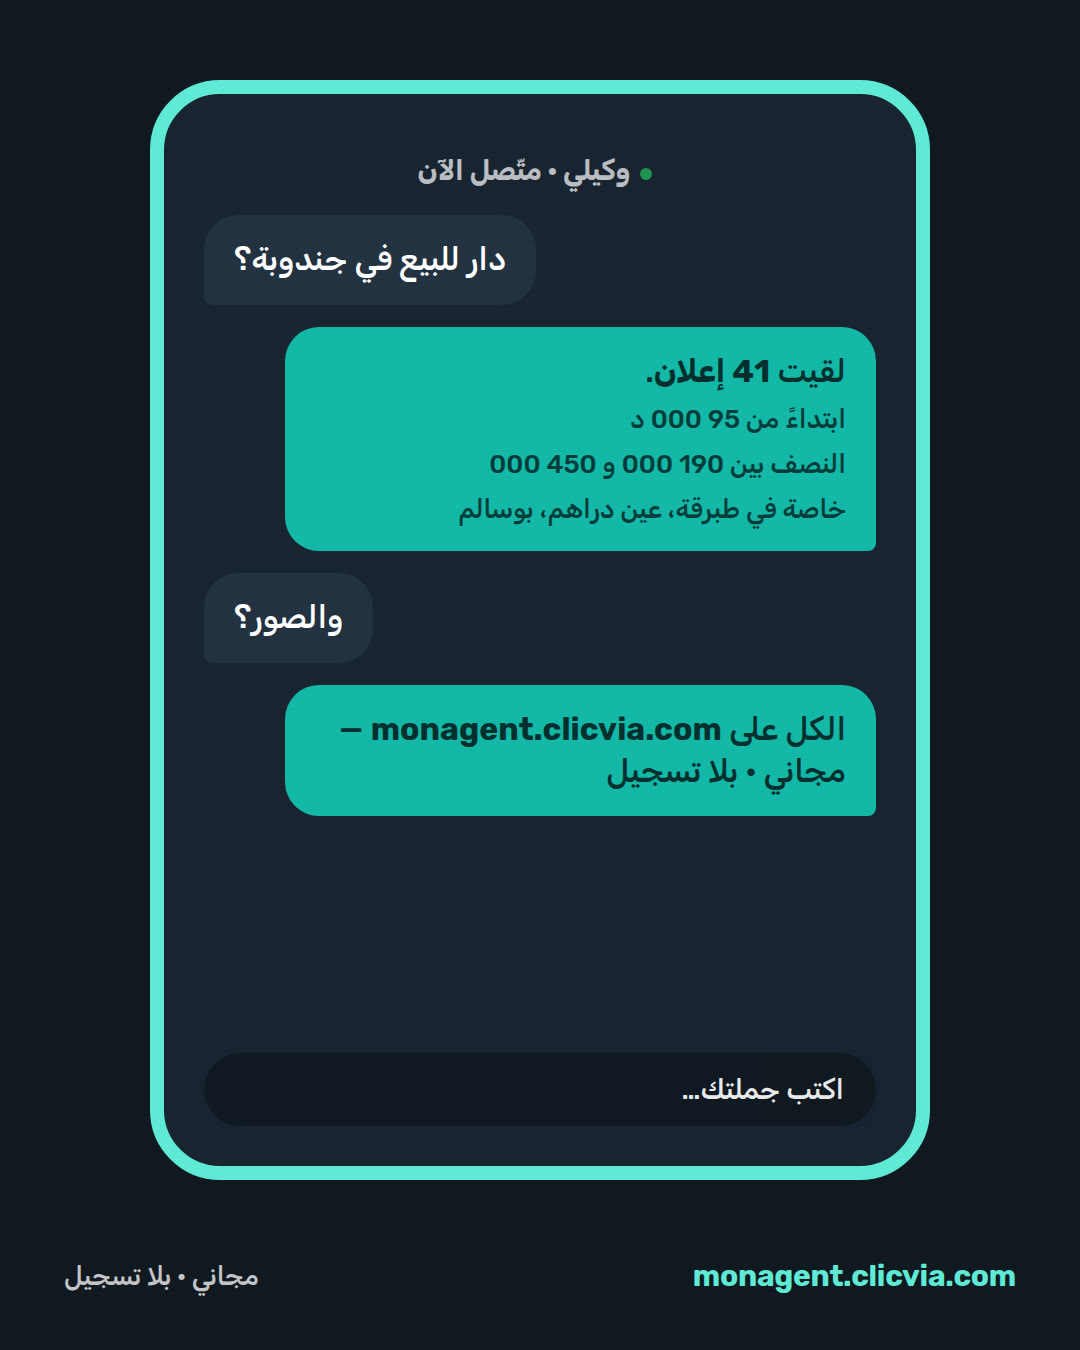 وكيلي • متّصل الآن
دار للبيع في جندوبة؟
لقيت 41 إعلان.
ابتداءً من 95 000 د
النصف بين 190 000 و 450 000
خاصة في طبرقة، عين دراهم، بوسالم
والصور؟
الكل على monagent.clicvia.com –
مجاني • بلا تسجيل
اكتب جملتك...
monagent.clicvia.com
مجاني • بلا تسجيل